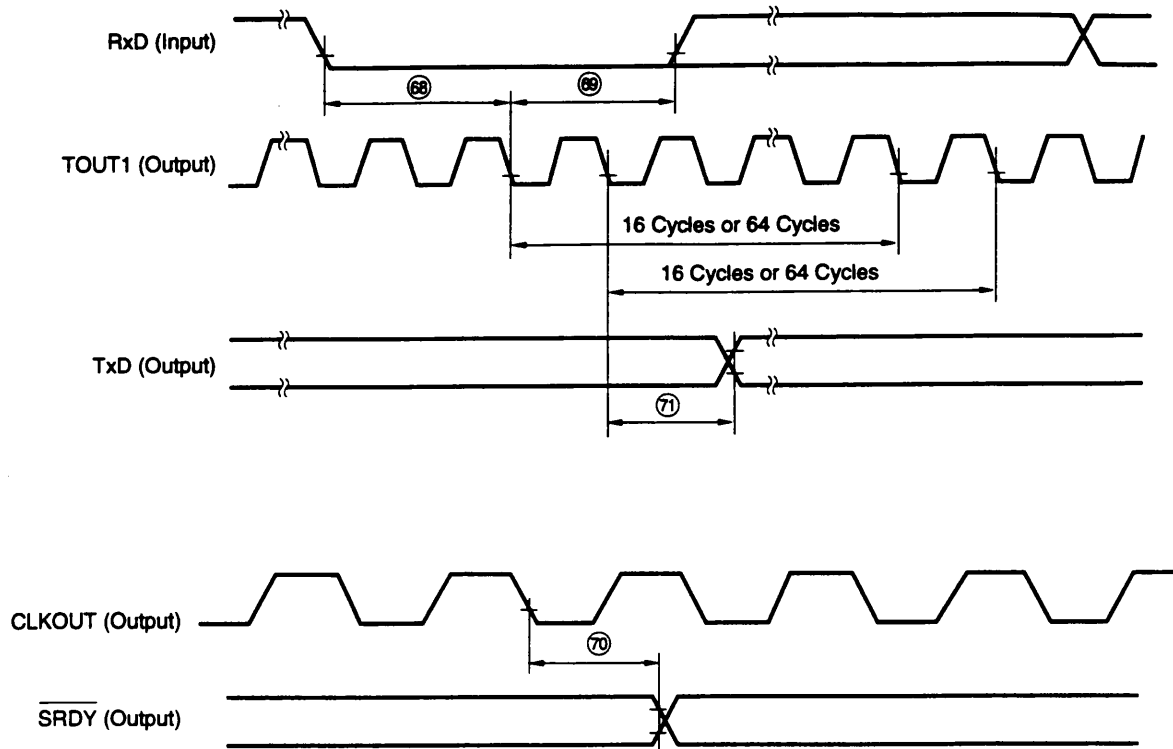 RxD (Input)
68 69
TOUT1 (Output)
16 Cycles or 64 Cycles
16 Cycles or 64 Cycles
TxD (Output)
71
CLKOUT (Output)
70
SRDY (Output)